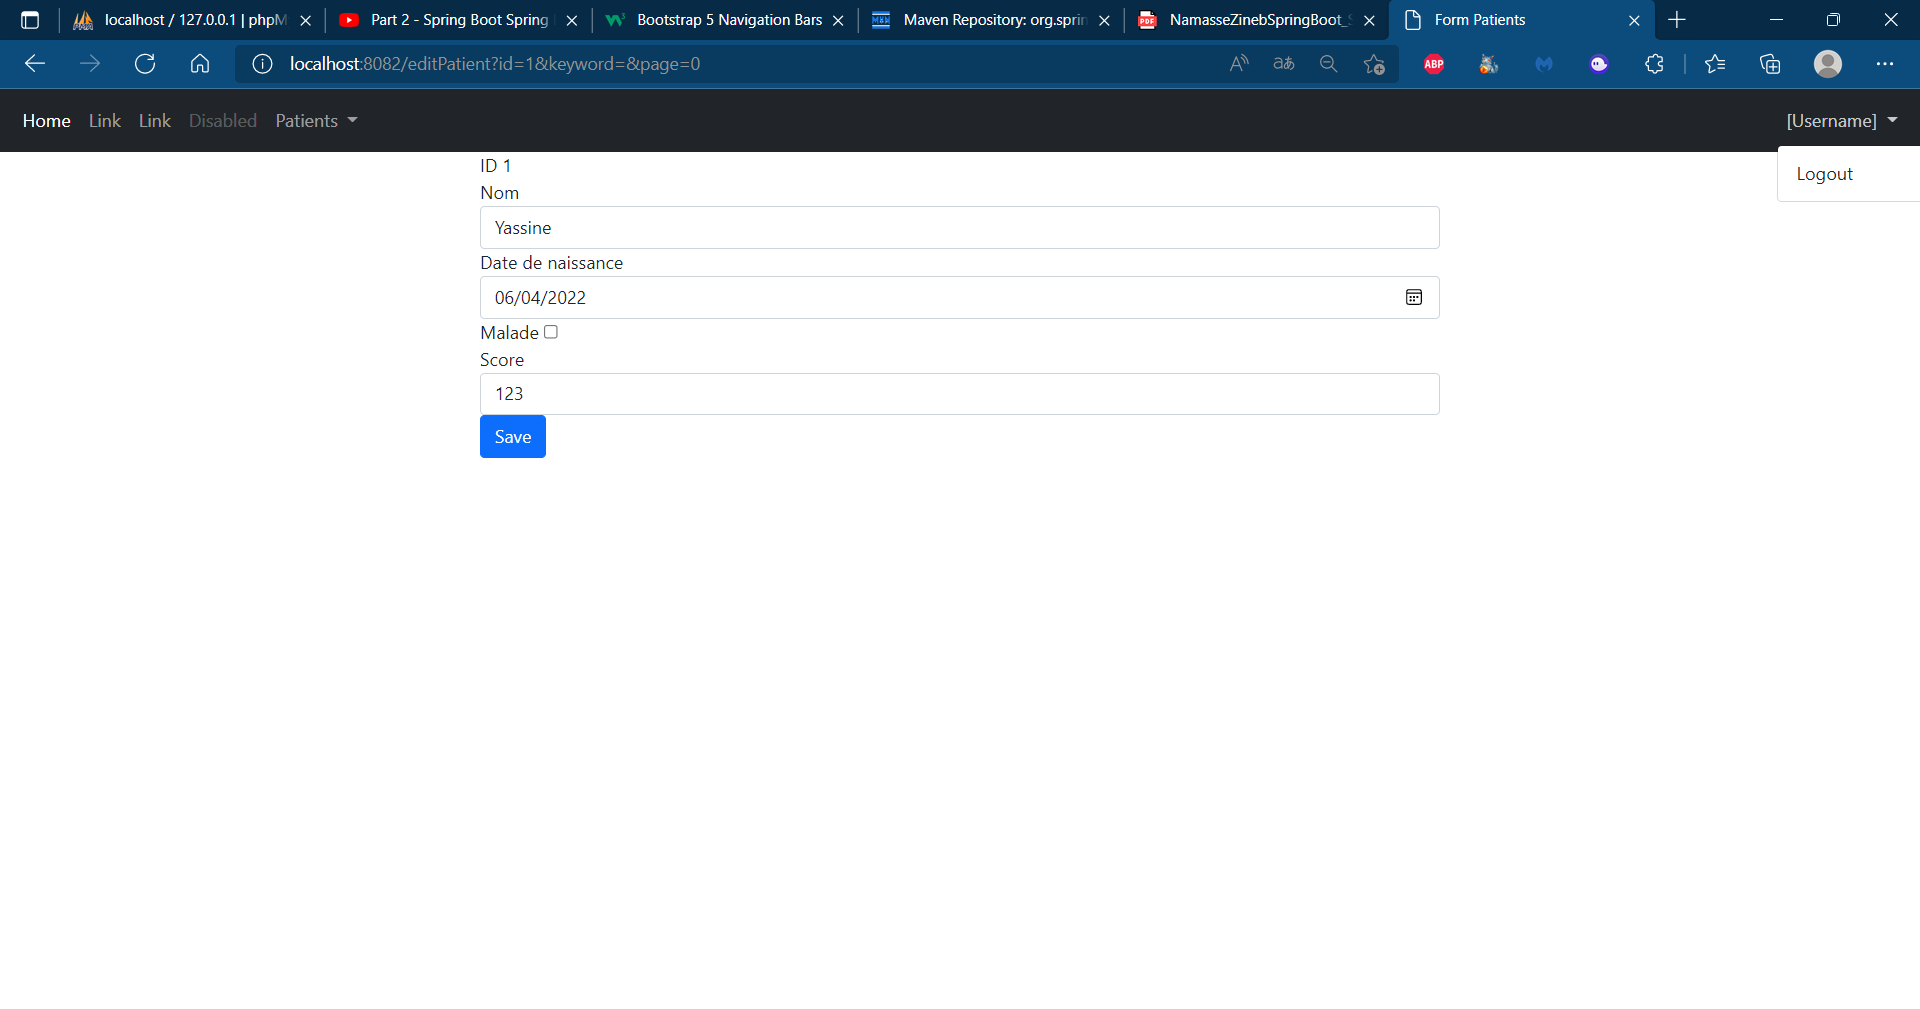 localhost / 127.0.0.1 | phpM
Part 2 - Spring Boot Spring
Bootstrap 5 Navigation Bars
Maven Repository: org.sprin
NamasseZinebSpringBoot_S
Form Patients
localhost:8082/editPatient?id=1&keyword=&page=0
ABP
Home Link Link Disabled Patients
[Username]
Logout
ID 1
Nom
Yassine
Date de naissance
06/04/2022
Malade
Score
123
Save